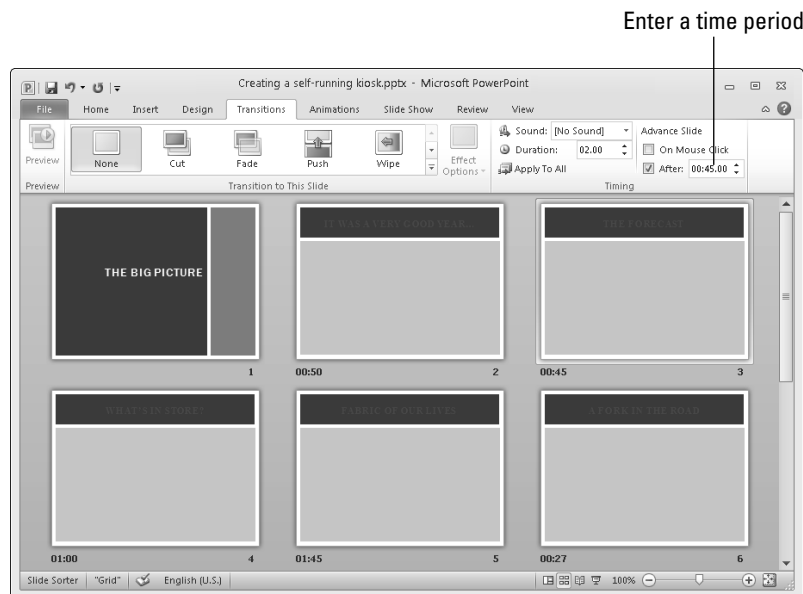 Enter a time period
Creating a self-running kiosk.pptx - Microsoft PowerPoint
File Home Insert Design Transitions Animations Slide Show Review View
Preview None Cut Fade Push Wipe Effect Options
Sound: [No Sound] Advance Slide
Duration: 02.00 On Mouse Click
Apply To All After: 00:45.00
Preview Transition to This Slide Timing
THE BIG PICTURE
IT WAS A VERY GOOD YEAR...
THE FORECAST
1 00:50 2 00:45 3
WHAT'S IN STORE?
FABRIC OF OUR LIVES
A FORK IN THE ROAD
01:00 4 01:45 5 00:27 6
Slide Sorter "Grid" English (U.S.) 100%